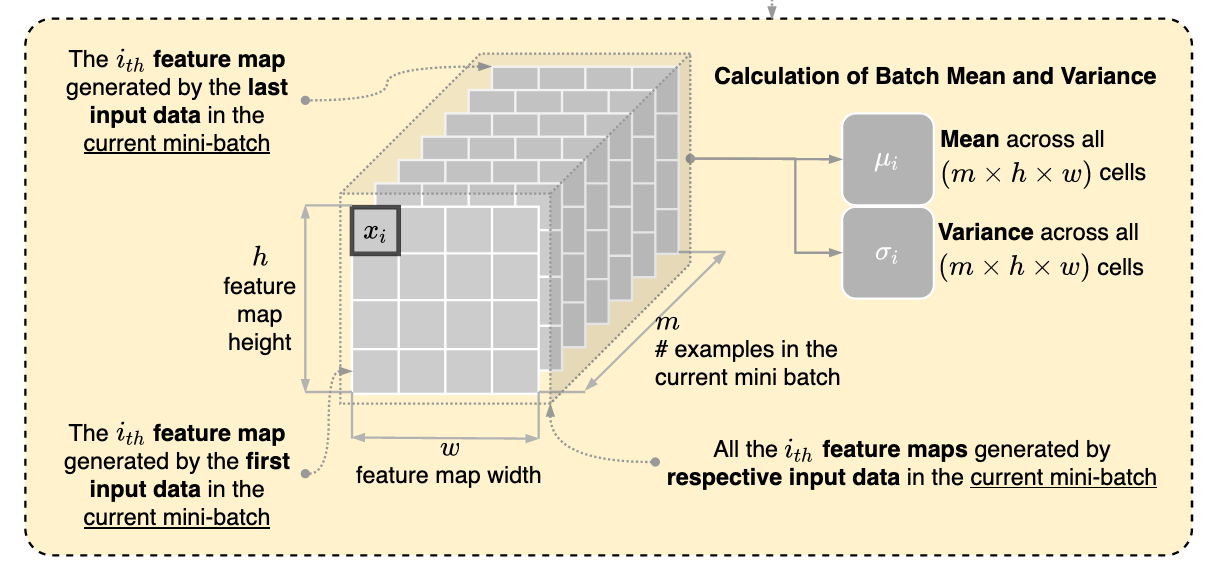 The i_th feature map
generated by the last
input data in the
current mini-batch
Calculation of Batch Mean and Variance
μ_i
Mean across all
(m × h × w) cells
σ_i
Variance across all
(m × h × w) cells
x_i
h
feature
map
height
m
# examples in the
current mini batch
w
feature map width
The i_th feature map
generated by the first
input data in the
current mini-batch
All the i_th feature maps generated by
respective input data in the current mini-batch